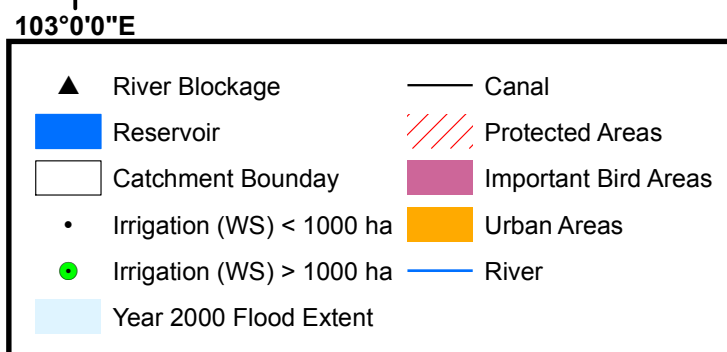 103°0'0"E
River Blockage
Reservoir
Catchment Bounday
Irrigation (WS) < 1000 ha
Irrigation (WS) > 1000 ha
Year 2000 Flood Extent
Canal
Protected Areas
Important Bird Areas
Urban Areas
River